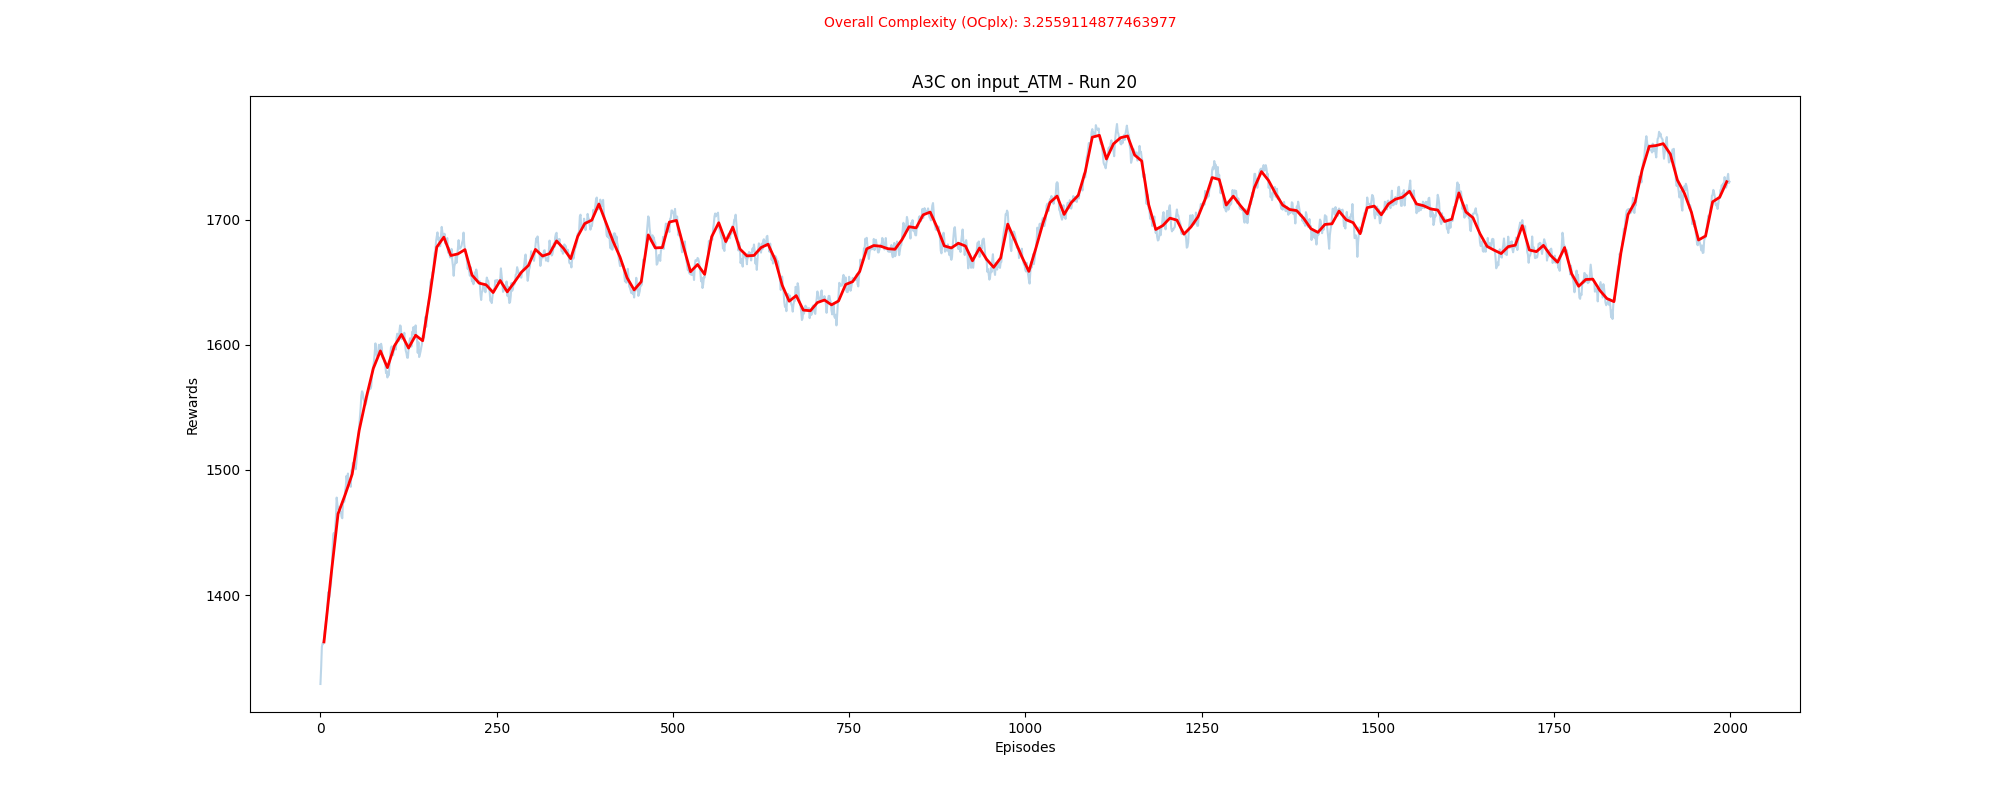 Overall Complexity (OCplx): 3.2559114877463977
A3C on input_ATM - Run 20
Rewards
1700
1600
1500
1400
0 250 500 750 1000 1250 1500 1750 2000
Episodes